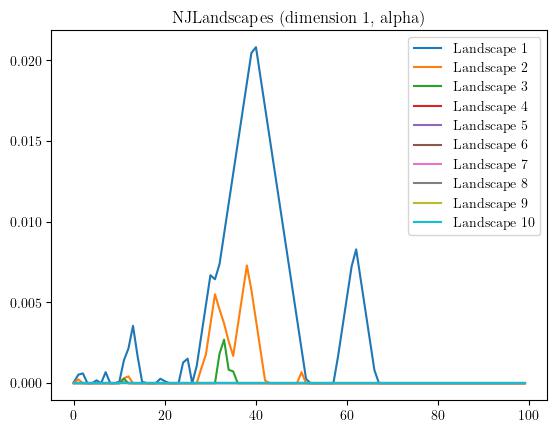 NJLandscapes (dimension 1, alpha)
Landscape 1
Landscape 2
Landscape 3
Landscape 4
Landscape 5
Landscape 6
Landscape 7
Landscape 8
Landscape 9
Landscape 10
0.020
0.015
0.010
0.005
0.000
0 20 40 60 80 100